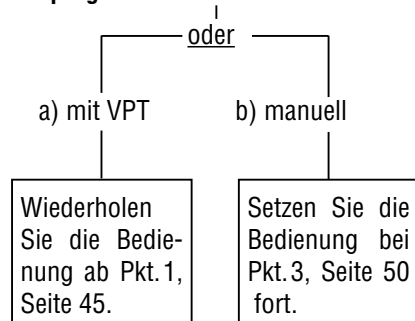 oder
a) mit VPT
b) manuell
Wiederholen
Sie die Bedie-
nung ab Pkt. 1,
Seite 45.
Setzen Sie die
Bedienung bei
Pkt. 3, Seite 50
fort.